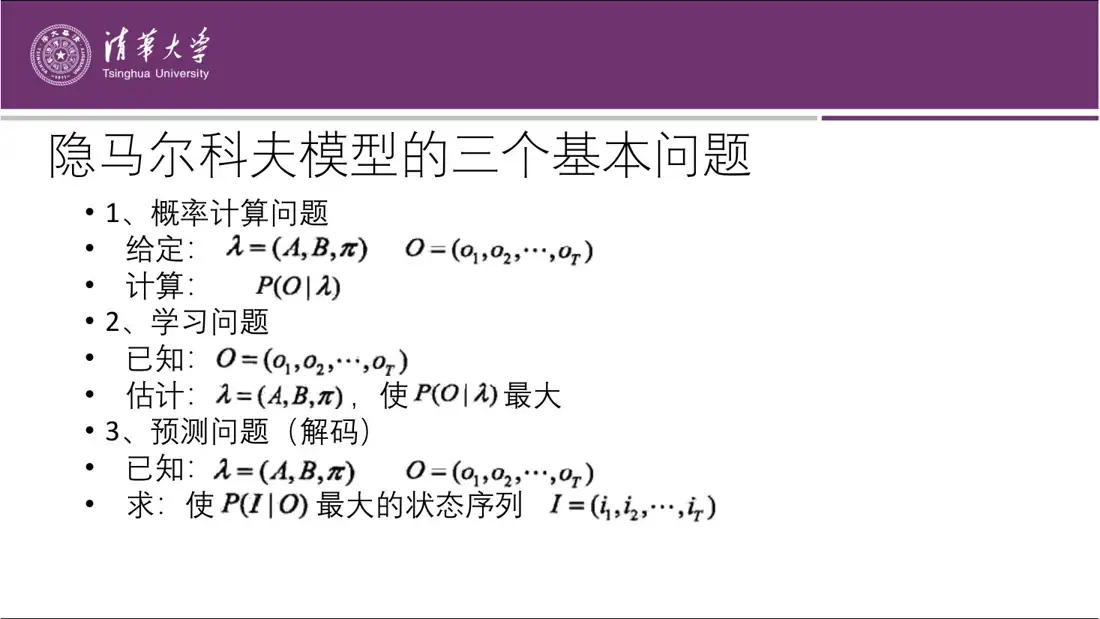 清华大学
Tsinghua University
隐马尔科夫模型的三个基本问题
• 1、概率计算问题
• 给定： λ=(A,B,π) O=(o₁,o₂,⋯,o_T)
• 计算： P(O|λ)
• 2、学习问题
• 已知：O=(o₁,o₂,⋯,o_T)
• 估计：λ=(A,B,π)，使P(O|λ)最大
• 3、预测问题（解码）
• 已知：λ=(A,B,π) O=(o₁,o₂,⋯,o_T)
• 求：使P(I|O)最大的状态序列 I=(i₁,i₂,⋯,i_T)